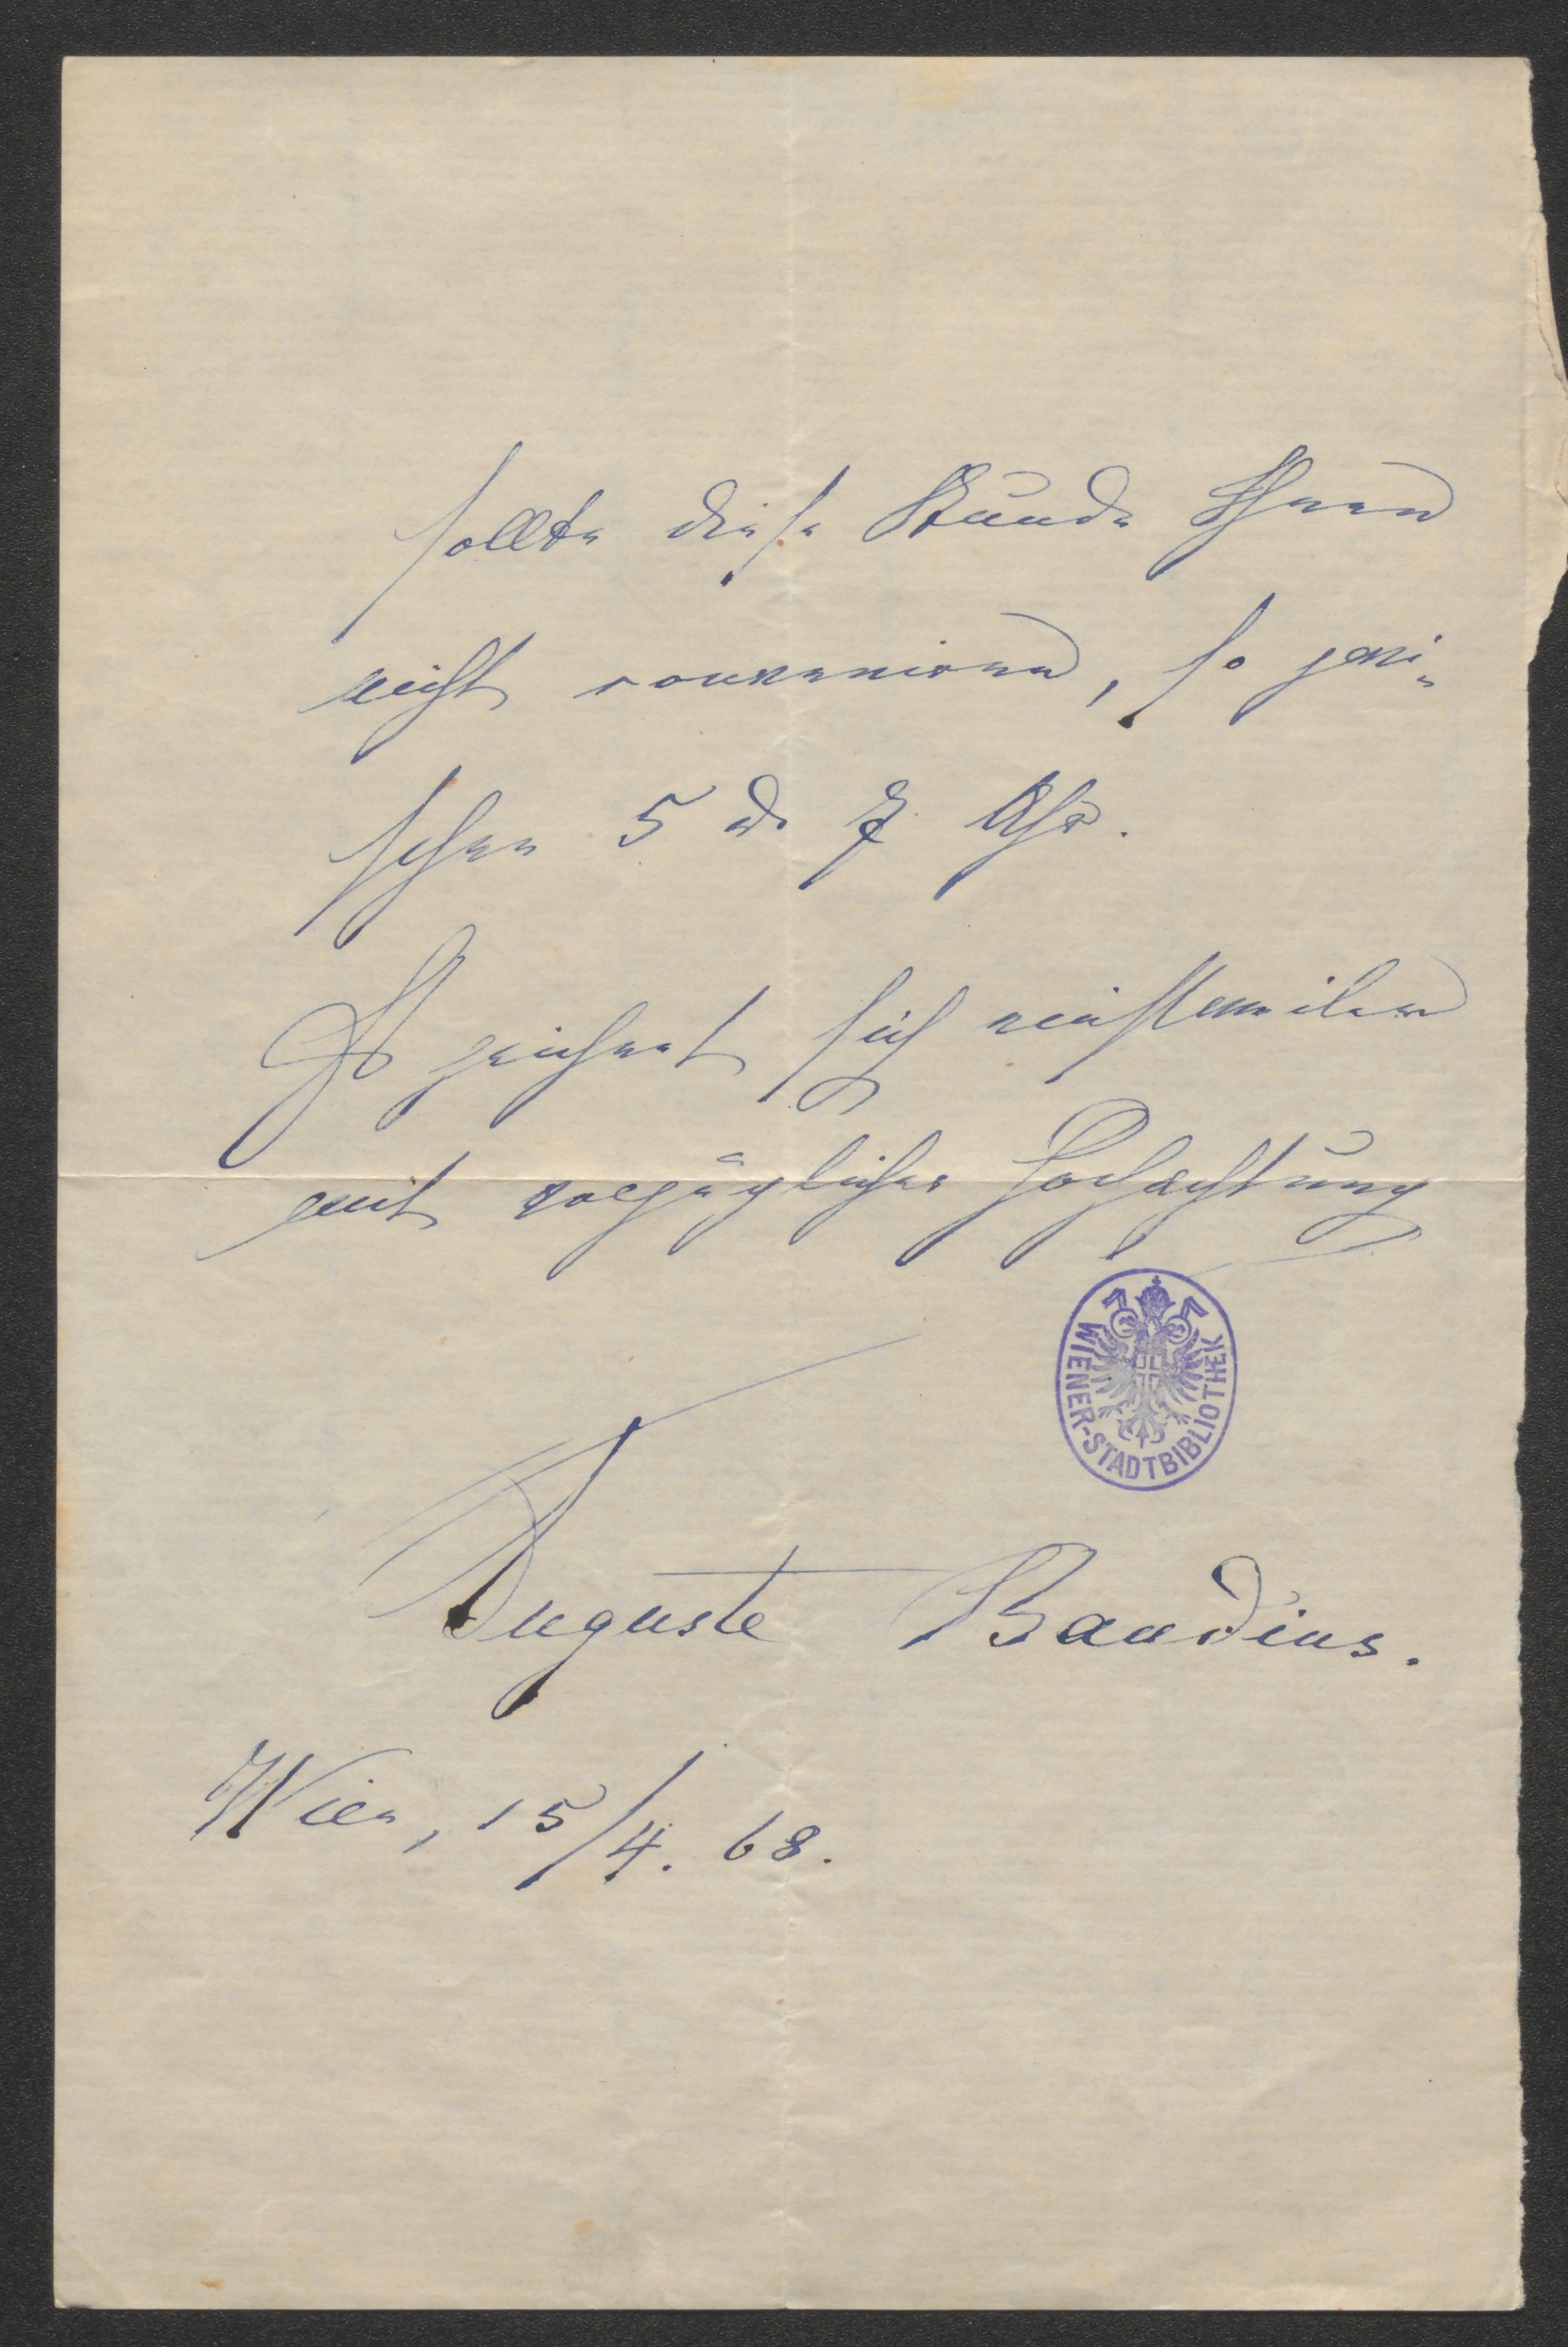 sollte diese Stunde Ihnen
nicht convenieren, so zwi-
schen 5 & 7 Uhr.
Es zeichnet sich einstweilen
mit vorzüglicher Hochachtung
WIENER-STADTBIBLIOTHEK
Auguste Baudius.
Wien, 15/4. 68.